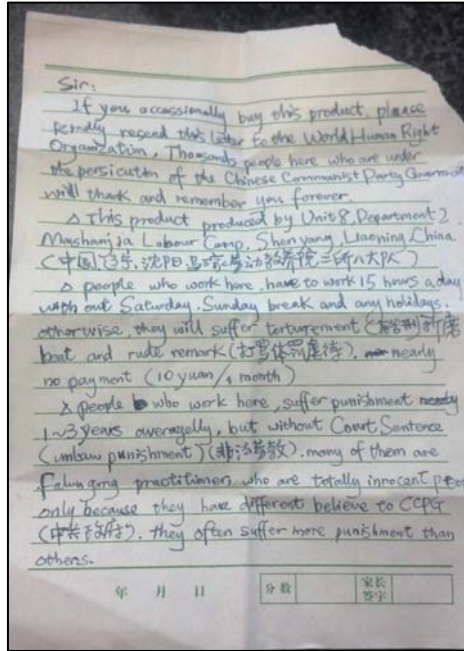 Sir:
If you occassionally buy this product, please
kindly resend this letter to the World Human Right
Organization. Thousands people here who are under
the persicution of the Chinese Communist Party Government
will thank and remember you forever.
△ This product produced by Unit 8, Department 2,
Mashanjia Labour Camp, Shenyang, Liaoning, China.
(中国,辽宁,沈阳,马三家劳动教养院二所八大队)
△ people who work here, have to work 15 hours a day
with out Saturday, Sunday break and any holidays,
otherwise, they will suffer torturement (
beat and rude remark (打骂体罚虐待), nearly
no payment (10 yuan/1 month)
△ people who work here, suffer punishment
1~3 years averagelly, but without Court Sentence
(unlaw punishment) (非法劳教). many of them are
Falungong practitioner, who are totally innocent
only because they have different believe to CCPG
(中共政府), they often suffer more punishment than
others.
年 月 日 分数 家长签字